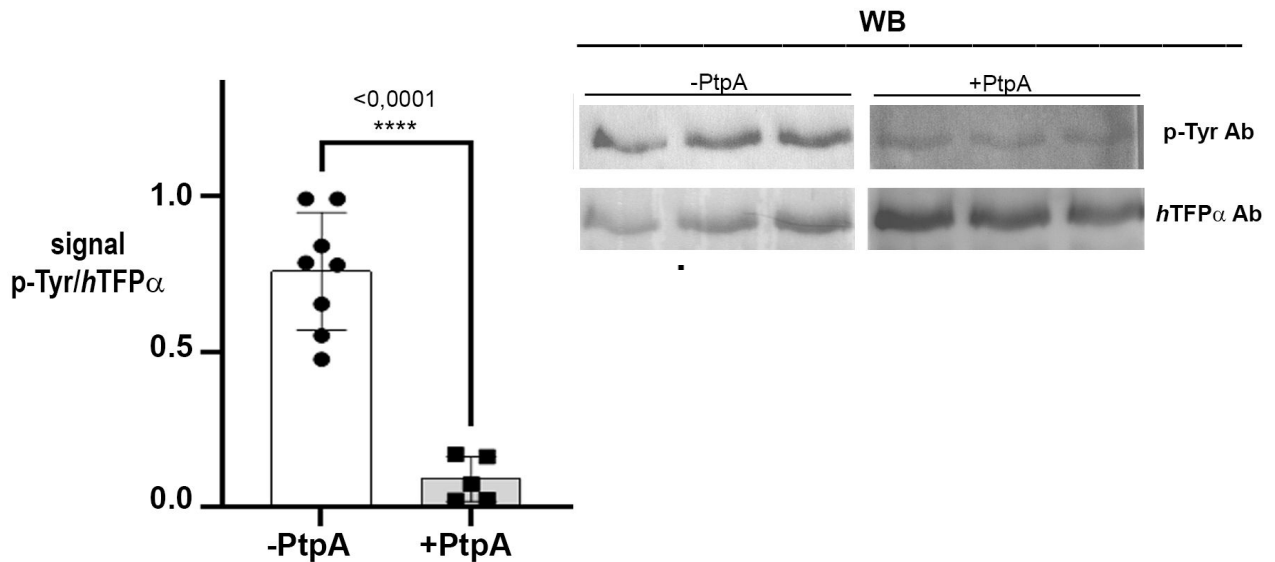 WB
-PtpA
+PtpA
p-Tyr Ab
hTFPα Ab
<0,0001
****
1.0
signal
p-Tyr/hTFPα
0.5
0.0
-PtpA
+PtpA